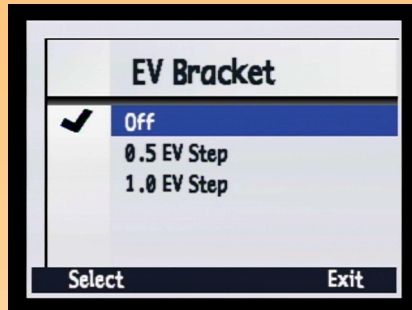 EV Bracket
Off
0.5 EV Step
1.0 EV Step
Select Exit